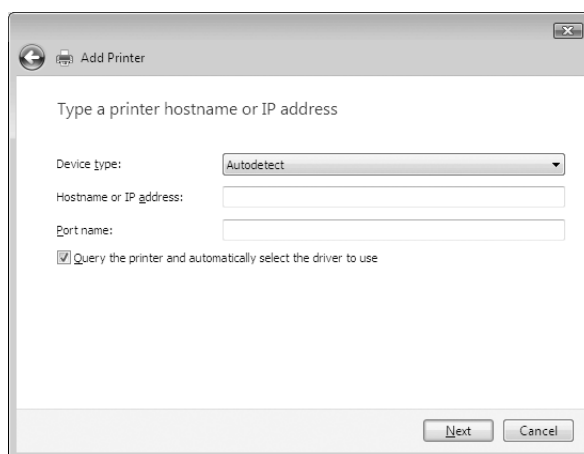 Add Printer
Type a printer hostname or IP address
Device type: Autodetect
Hostname or IP address:
Port name:
Query the printer and automatically select the driver to use
Next Cancel